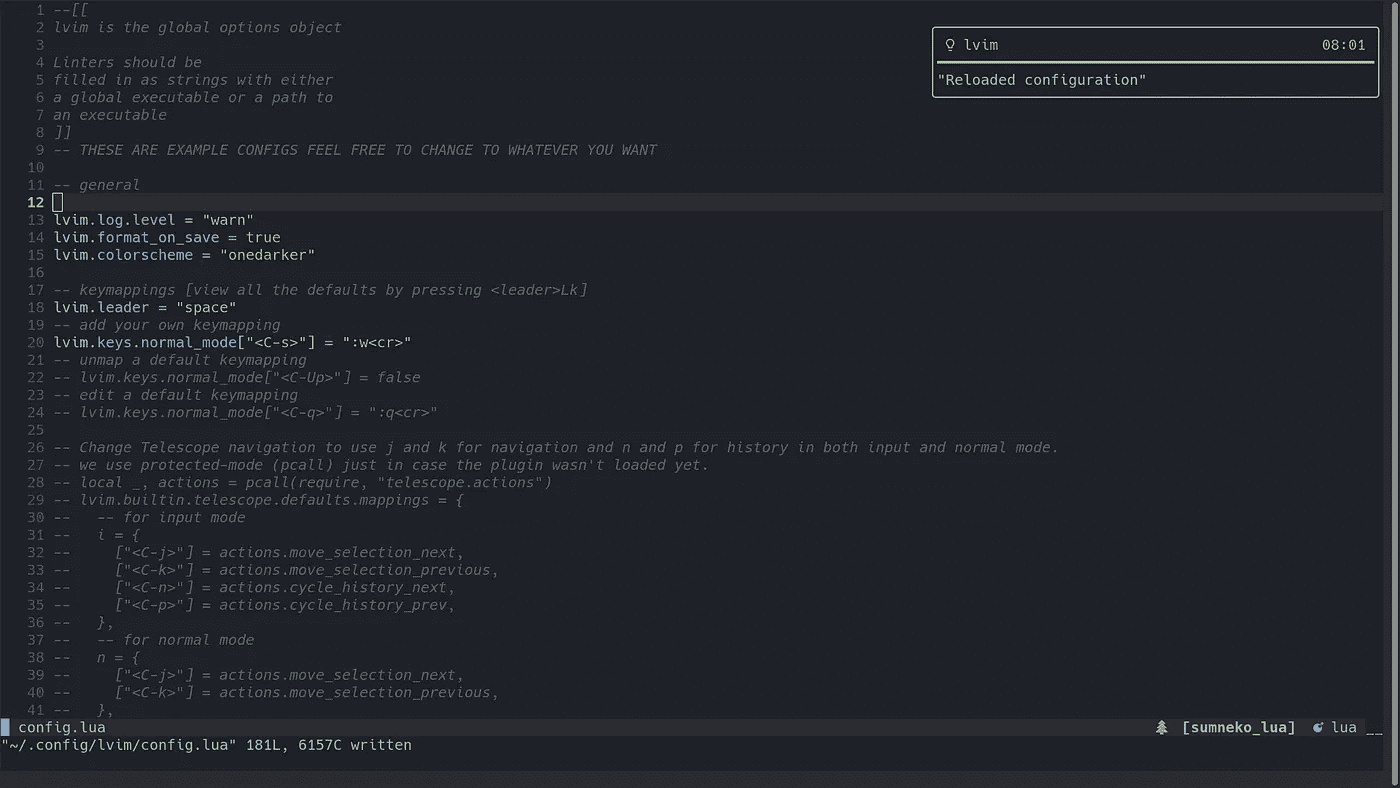 1 --[[
2 lvim is the global options object
3
4 Linters should be
5 filled in as strings with either
6 a global executable or a path to
7 an executable
8 ]]
9 -- THESE ARE EXAMPLE CONFIGS FEEL FREE TO CHANGE TO WHATEVER YOU WANT
10
11 -- general
12
13 lvim.log.level = "warn"
14 lvim.format_on_save = true
15 lvim.colorscheme = "onedarker"
16
17 -- keymappings [view all the defaults by pressing <leader>Lk]
18 lvim.leader = "space"
19 -- add your own keymapping
20 lvim.keys.normal_mode["<C-s>"] = ":w<cr>"
21 -- unmap a default keymapping
22 -- lvim.keys.normal_mode["<C-Up>"] = false
23 -- edit a default keymapping
24 -- lvim.keys.normal_mode["<C-q>"] = ":q<cr>"
25
26 -- Change Telescope navigation to use j and k for navigation and n and p for history in both input and normal mode.
27 -- we use protected-mode (pcall) just in case the plugin wasn't loaded yet.
28 -- local _, actions = pcall(require, "telescope.actions")
29 -- lvim.builtin.telescope.defaults.mappings = {
30 --   -- for input mode
31 --   i = {
32 --     ["<C-j>"] = actions.move_selection_next,
33 --     ["<C-k>"] = actions.move_selection_previous,
34 --     ["<C-n>"] = actions.cycle_history_next,
35 --     ["<C-p>"] = actions.cycle_history_prev,
36 --   },
37 --   -- for normal mode
38 --   n = {
39 --     ["<C-j>"] = actions.move_selection_next,
40 --     ["<C-k>"] = actions.move_selection_previous,
41 --   },
lvim 08:01
"Reloaded configuration"
config.lua [sumneko_lua] lua __
"~/.config/lvim/config.lua" 181L, 6157C written